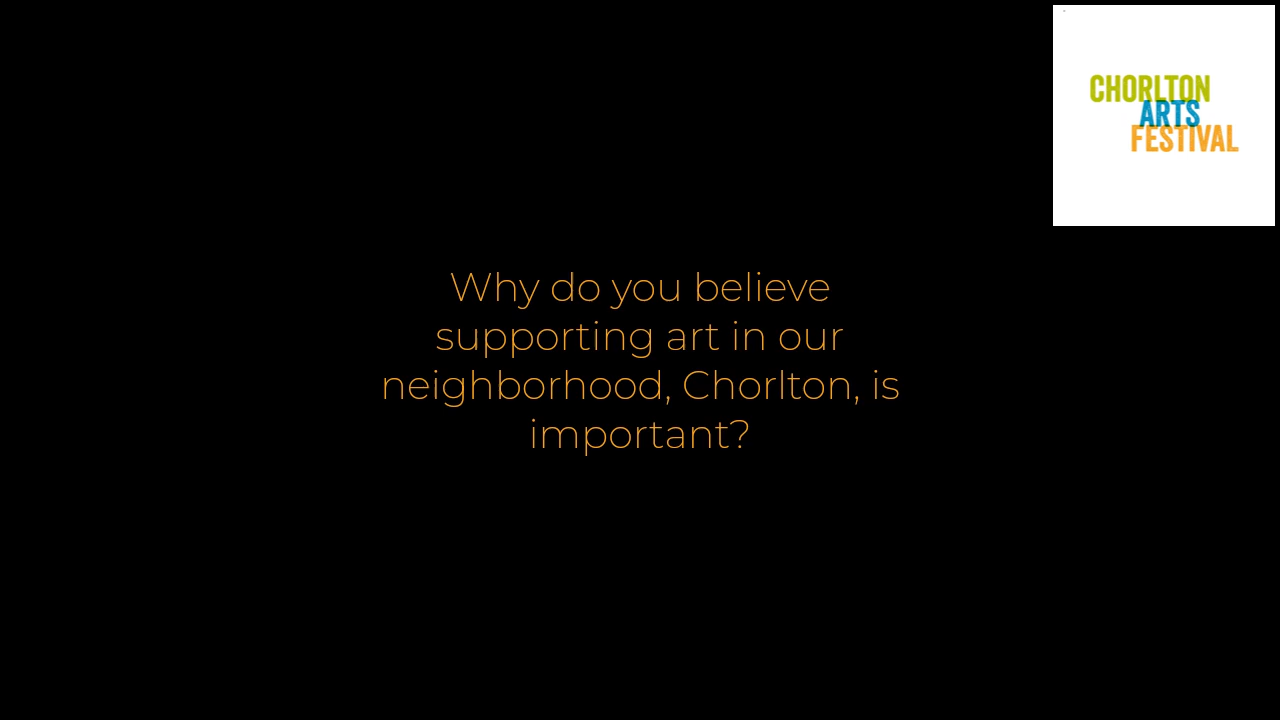 CHORLTON
ARTS
FESTIVAL
Why do you believe
supporting art in our
neighborhood, Chorlton, is
important?